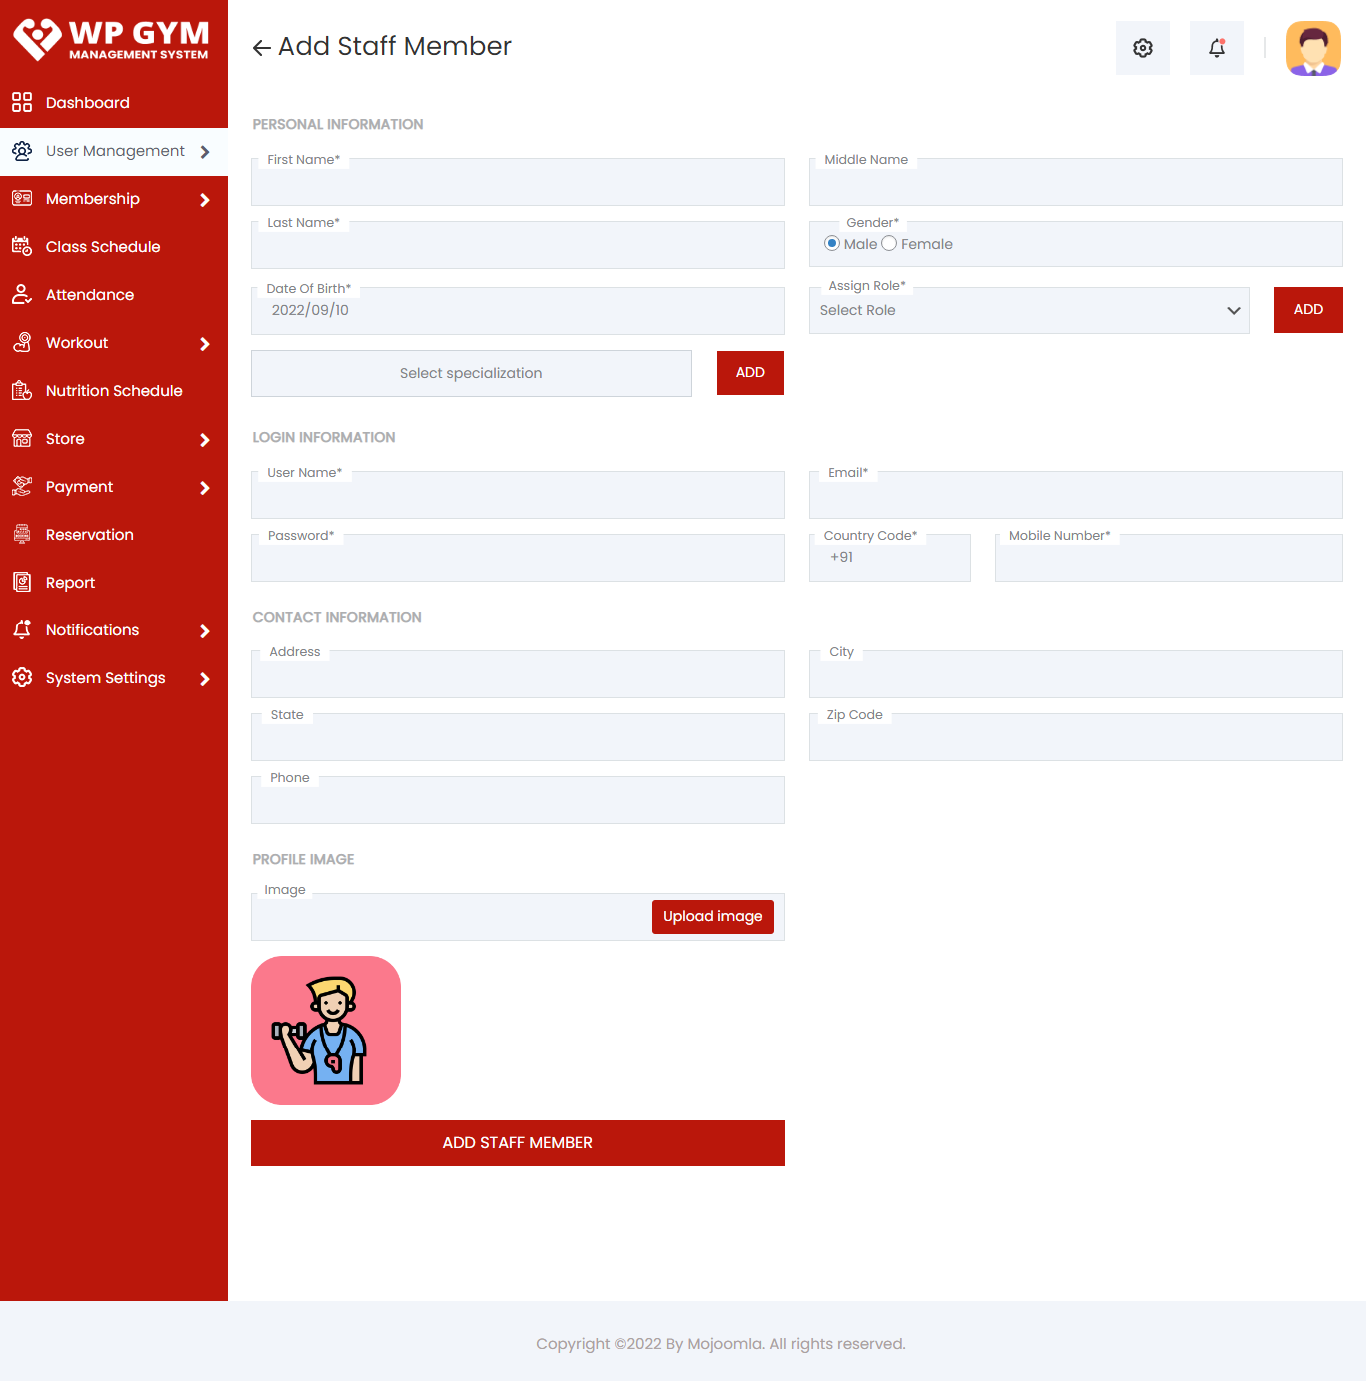 WP GYM
MANAGEMENT SYSTEM
Dashboard
User Management
Membership
Class Schedule
Attendance
Workout
Nutrition Schedule
Store
Payment
Reservation
Report
Notifications
System Settings
Add Staff Member
PERSONAL INFORMATION
First Name*
Middle Name
Last Name*
Gender*
Male Female
Date Of Birth*
2022/09/10
Assign Role*
Select Role
ADD
Select specialization
ADD
LOGIN INFORMATION
User Name*
Email*
Password*
Country Code*
+91
Mobile Number*
CONTACT INFORMATION
Address
City
State
Zip Code
Phone
PROFILE IMAGE
Image
Upload image
ADD STAFF MEMBER
Copyright ©2022 By Mojoomla. All rights reserved.